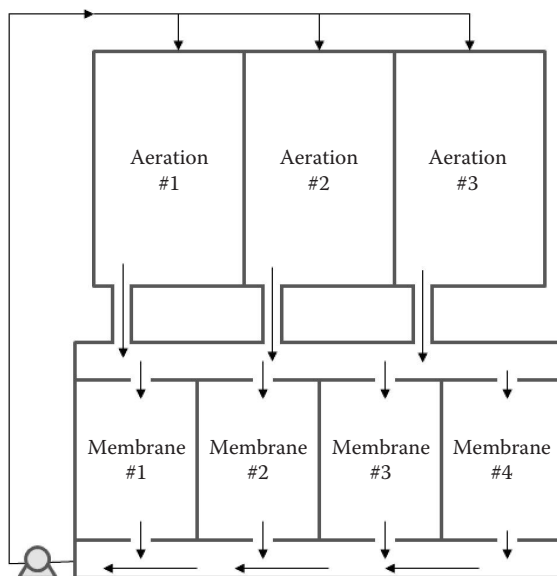 Aeration
#1
Aeration
#2
Aeration
#3
Membrane
#1
Membrane
#2
Membrane
#3
Membrane
#4